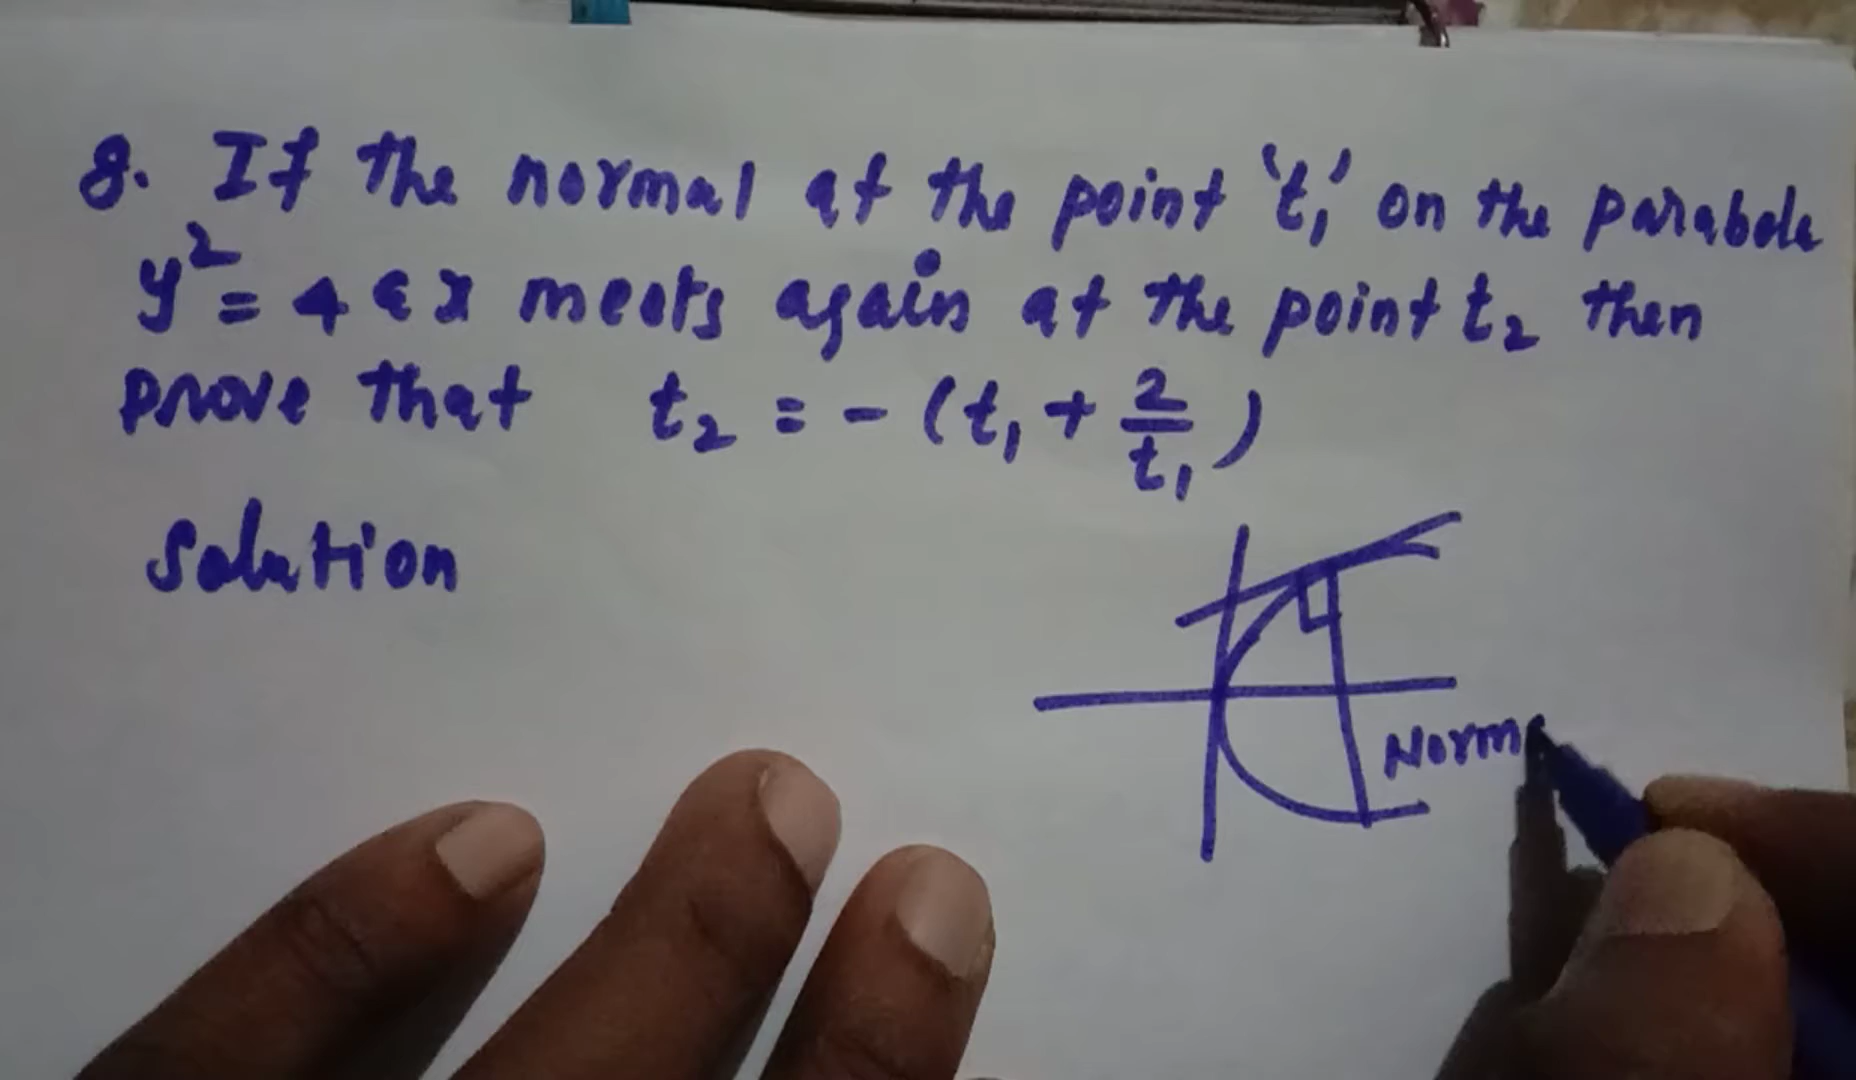 8. If the normal at the point 't₁' on the parabola
y² = 4ax meets again at the point t₂ then
prove that t₂ = - (t₁ + 2/t₁)
Solution
Norma